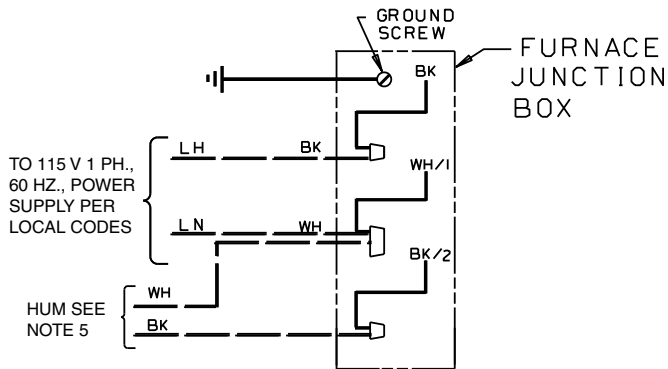 GROUND
SCREW
FURNACE
JUNCTION
BOX
BK
TO 115 V 1 PH.,
60 HZ., POWER
SUPPLY PER
LOCAL CODES
LH
BK
WH/1
LN
WH
BK/2
HUM SEE
NOTE 5
WH
BK